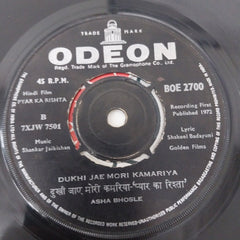 TRADE MARK
ODEON
Regd. Trade Mark of The Gramophone Co., Ltd.
45 R.P.M.
BOE 2700
Hindi Film
PYAR KA RISHTA
Recording First
Published 1972
B
7XJW 7501
Lyric
Shakeel Badayuni
Music
Shankar Jaikishan
Golden Films
DUKHI JAE MORI KAMARIYA
दुखी जाए मोरी कमरिया-'प्यार का रिश्ता'
ASHA BHOSLE